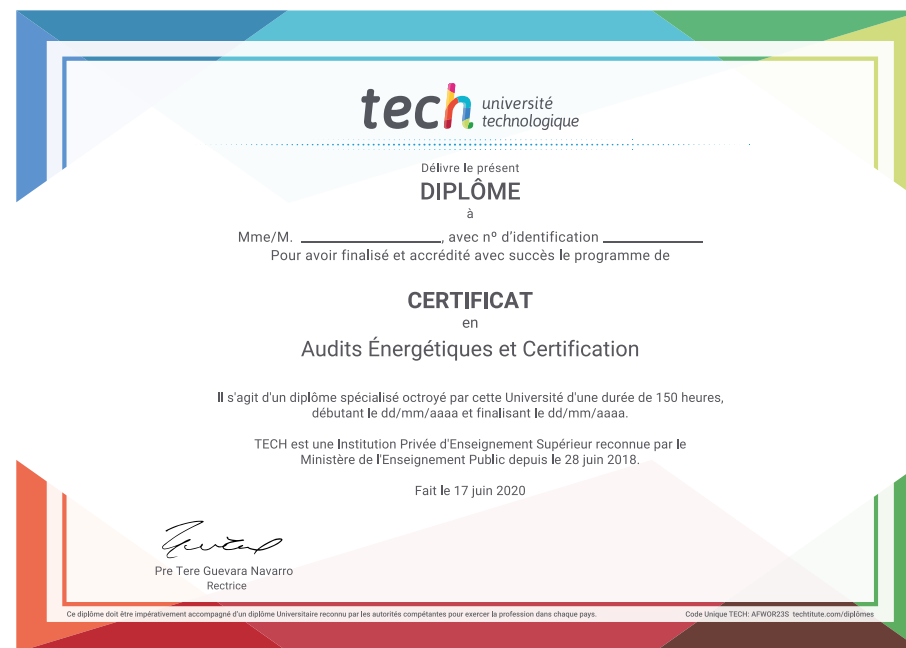 tech université
technologique
Délivre le présent
DIPLÔME
à
Mme/M. ____________________, avec nº d'identification ______________
Pour avoir finalisé et accrédité avec succès le programme de
CERTIFICAT
en
Audits Énergétiques et Certification
Il s'agit d'un diplôme spécialisé octroyé par cette Université d'une durée de 150 heures,
débutant le dd/mm/aaaa et finalisant le dd/mm/aaaa.
TECH est une Institution Privée d'Enseignement Supérieur reconnue par le
Ministère de l'Enseignement Public depuis le 28 juin 2018.
Fait le 17 juin 2020
Pre Tere Guevara Navarro
Rectrice
Ce diplôme doit être impérativement accompagné d'un diplôme Universitaire reconnu par les autorités compétantes pour exercer la profession dans chaque pays. Code Unique TECH: AFWOR23S techtitute.com/diplômes